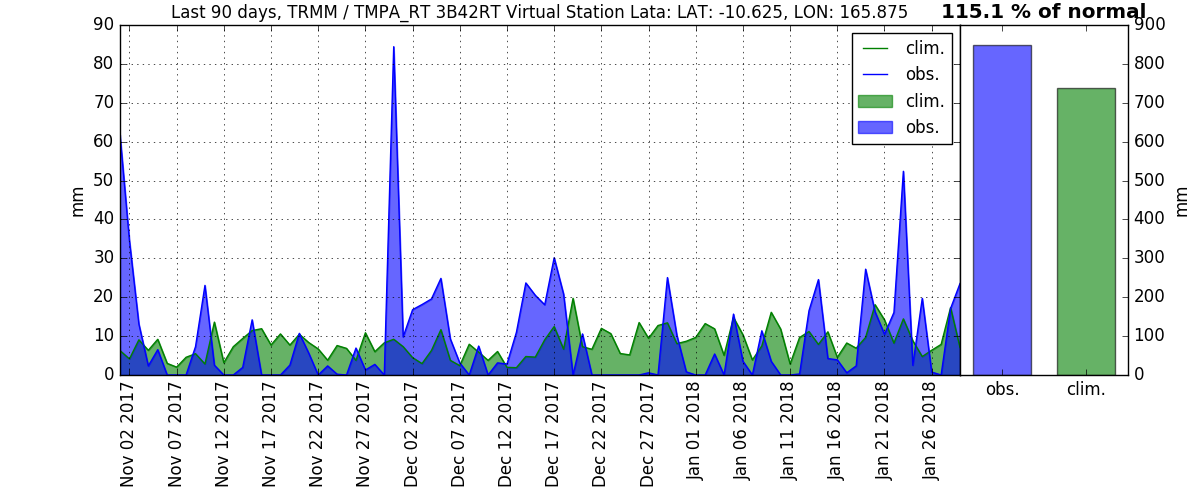 Last 90 days, TRMM / TMPA_RT 3B42RT Virtual Station Lata: LAT: -10.625, LON: 165.875
115.1 % of normal
mm
90
80
70
60
50
40
30
20
10
0
clim.
obs.
clim.
obs.
900
800
700
600
500
400
300
200
100
0
mm
Nov 02 2017
Nov 07 2017
Nov 12 2017
Nov 17 2017
Nov 22 2017
Nov 27 2017
Dec 02 2017
Dec 07 2017
Dec 12 2017
Dec 17 2017
Dec 22 2017
Dec 27 2017
Jan 01 2018
Jan 06 2018
Jan 11 2018
Jan 16 2018
Jan 21 2018
Jan 26 2018
obs.
clim.